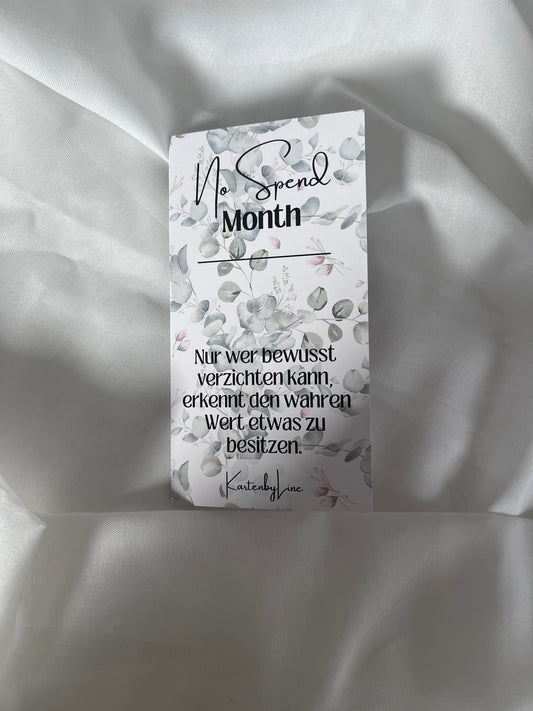 No Spend
Month
Nur wer bewusst
verzichten kann,
erkennt den wahren
Wert etwas zu
besitzen.
KartenbyLine